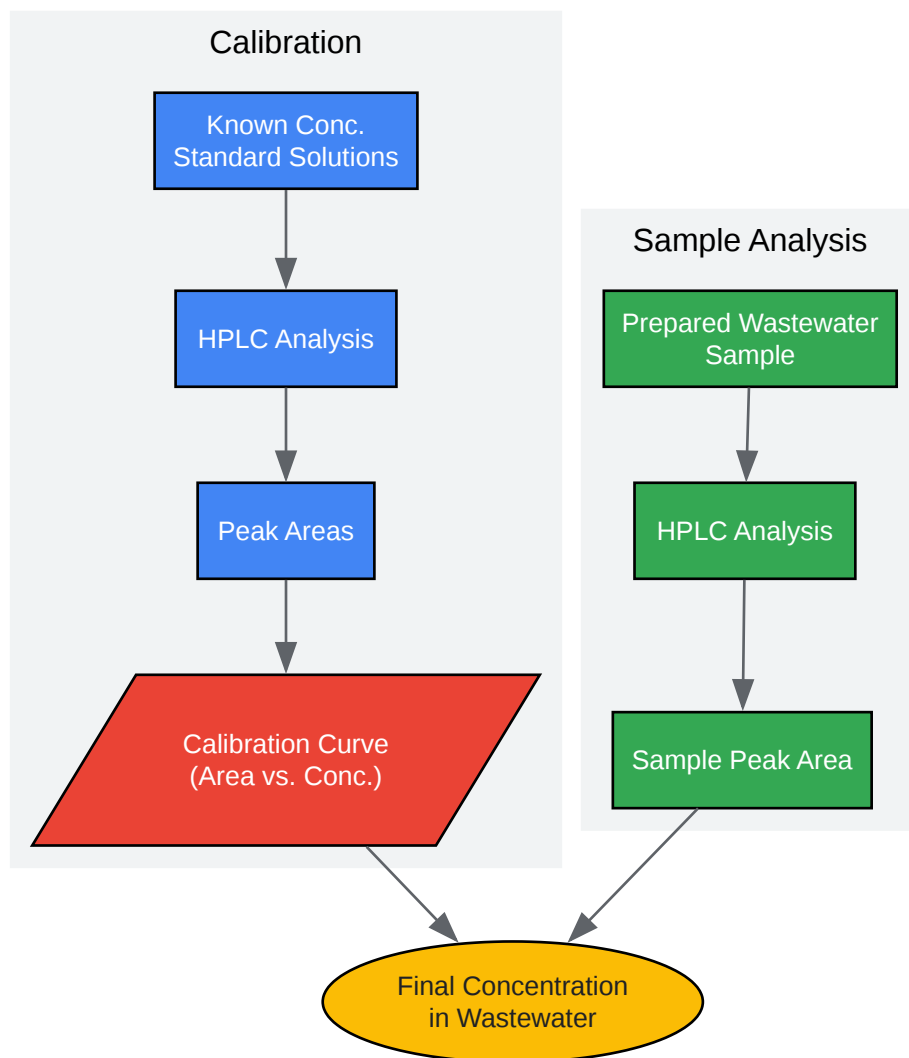 Calibration
Known Conc.
Standard Solutions
HPLC Analysis
Peak Areas
Calibration Curve
(Area vs. Conc.)
Sample Analysis
Prepared Wastewater
Sample
HPLC Analysis
Sample Peak Area
Final Concentration
in Wastewater